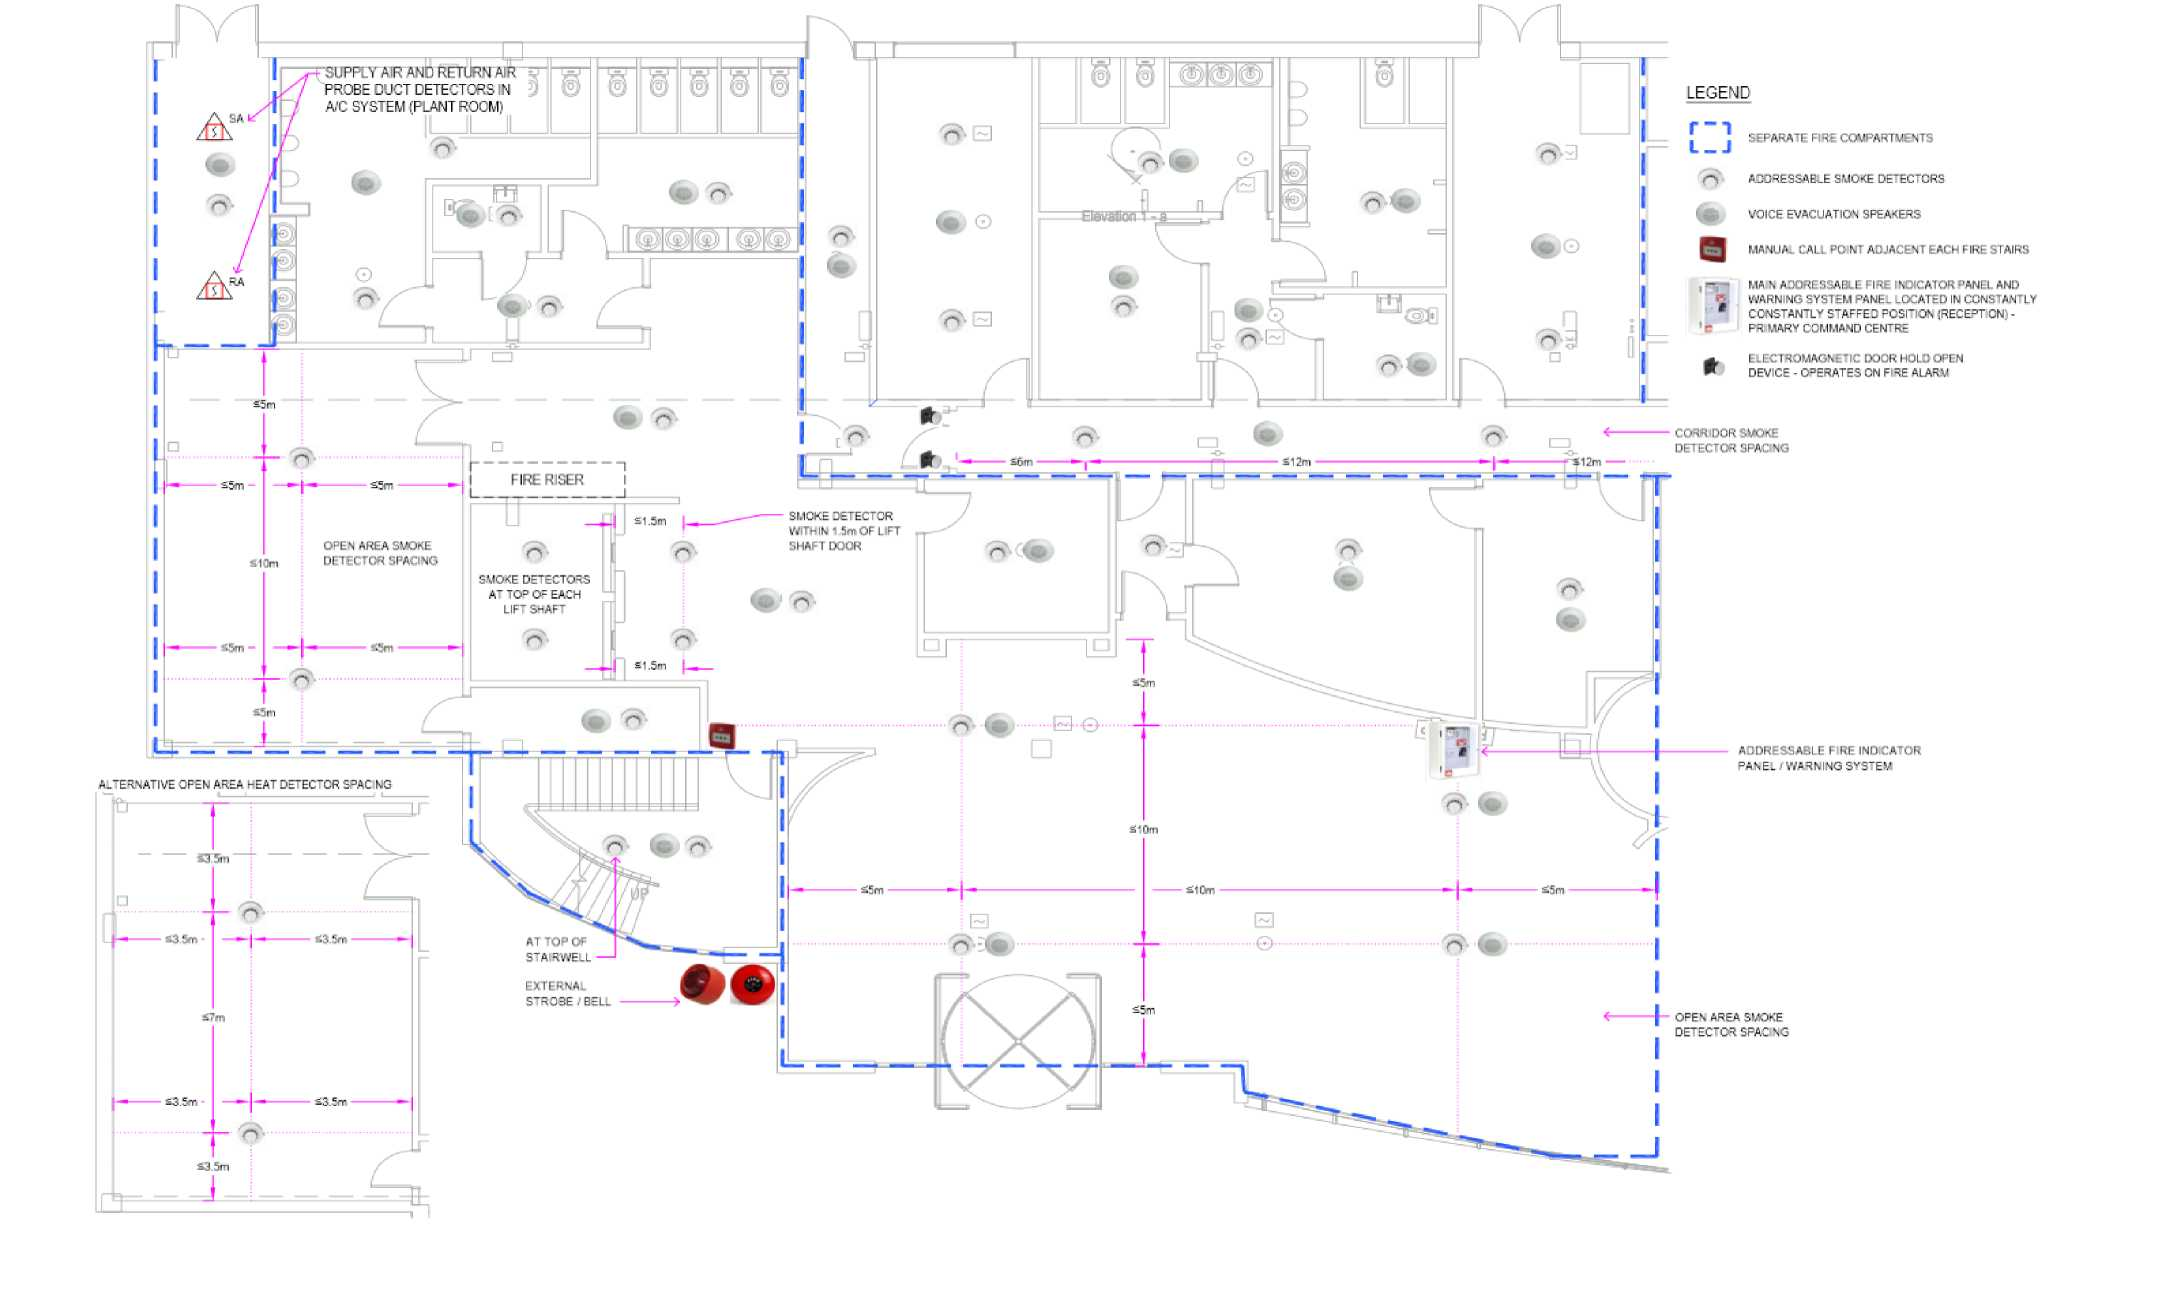 SUPPLY AIR AND RETURN AIR
PROBE DUCT DETECTORS IN
A/C SYSTEM (PLANT ROOM)
SA
RA
Elevation 1 - a
LEGEND
SEPARATE FIRE COMPARTMENTS
ADDRESSABLE SMOKE DETECTORS
VOICE EVACUATION SPEAKERS
MANUAL CALL POINT ADJACENT EACH FIRE STAIRS
MAIN ADDRESSABLE FIRE INDICATOR PANEL AND
WARNING SYSTEM PANEL LOCATED IN CONSTANTLY
CONSTANTLY STAFFED POSITION (RECEPTION) -
PRIMARY COMMAND CENTRE
ELECTROMAGNETIC DOOR HOLD OPEN
DEVICE - OPERATES ON FIRE ALARM
≤5m
CORRIDOR SMOKE
DETECTOR SPACING
≤6m
≤12m
≤12m
≤5m
≤5m
FIRE RISER
≤1.5m
SMOKE DETECTOR
WITHIN 1.5m OF LIFT
SHAFT DOOR
OPEN AREA SMOKE
DETECTOR SPACING
≤10m
SMOKE DETECTORS
AT TOP OF EACH
LIFT SHAFT
≤5m
≤5m
≤1.5m
≤5m
≤5m
ADDRESSABLE FIRE INDICATOR
PANEL / WARNING SYSTEM
ALTERNATIVE OPEN AREA HEAT DETECTOR SPACING
≤10m
≤3.5m
≤5m
≤10m
≤5m
UP
≤3.5m
≤3.5m
AT TOP OF
STAIRWELL
EXTERNAL
STROBE / BELL
≤5m
≤7m
OPEN AREA SMOKE
DETECTOR SPACING
≤3.5m
≤3.5m
≤3.5m